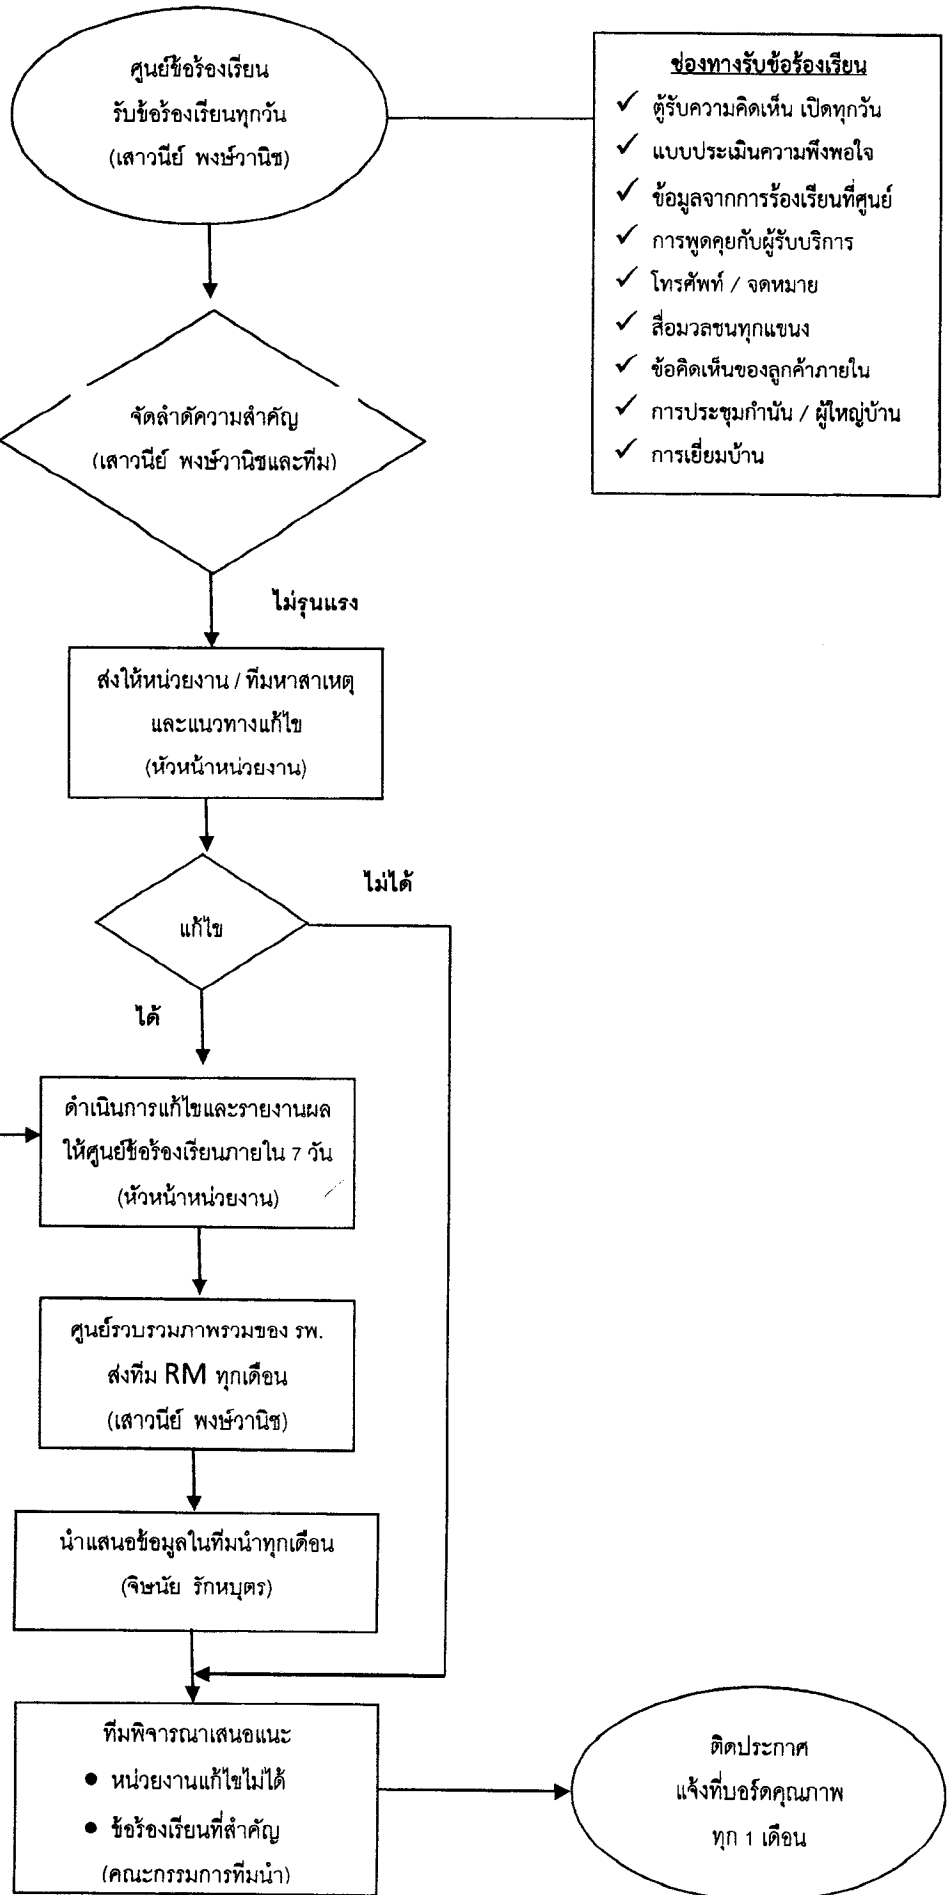 ศูนย์ข้อร้องเรียน
รับข้อร้องเรียนทุกวัน
(เสาวนีย์ พงษ์วานิช)
ช่องทางรับข้อร้องเรียน
✓ ตู้รับความคิดเห็น เปิดทุกวัน
✓ แบบประเมินความพึงพอใจ
✓ ข้อมูลจากการร้องเรียนที่ศูนย์
✓ การพูดคุยกับผู้รับบริการ
✓ โทรศัพท์ / จดหมาย
✓ สื่อมวลชนทุกแขนง
✓ ข้อคิดเห็นของลูกค้าภายใน
✓ การประชุมกำนัน / ผู้ใหญ่บ้าน
✓ การเยี่ยมบ้าน
จัดลำดัความสำคัญ
(เสาวนีย์ พงษ์วานิชและทีม)
ไม่รุนแรง
ส่งให้หน่วยงาน / ทีมหาสาเหตุ
และแนวทางแก้ไข
(หัวหน้าหน่วยงาน)
ไม่ได้
แก้ไข
ได้
ดำเนินการแก้ไขและรายงานผล
ให้ศูนย์ข้อร้องเรียนภายใน 7 วัน
(หัวหน้าหน่วยงาน)
ศูนย์รวบรวมภาพรวมของ รพ.
ส่งทีม RM ทุกเดือน
(เสาวนีย์ พงษ์วานิช)
นำเสนอข้อมูลในทีมนำทุกเดือน
(จิษนัย รักหบุตร)
ทีมพิจารณาเสนอแนะ
● หน่วยงานแก้ไขไม่ได้
● ข้อร้องเรียนที่สำคัญ
(คณะกรรมการทีมนำ)
ติดประกาศ
แจ้งที่บอร์ดคุณภาพ
ทุก 1 เดือน